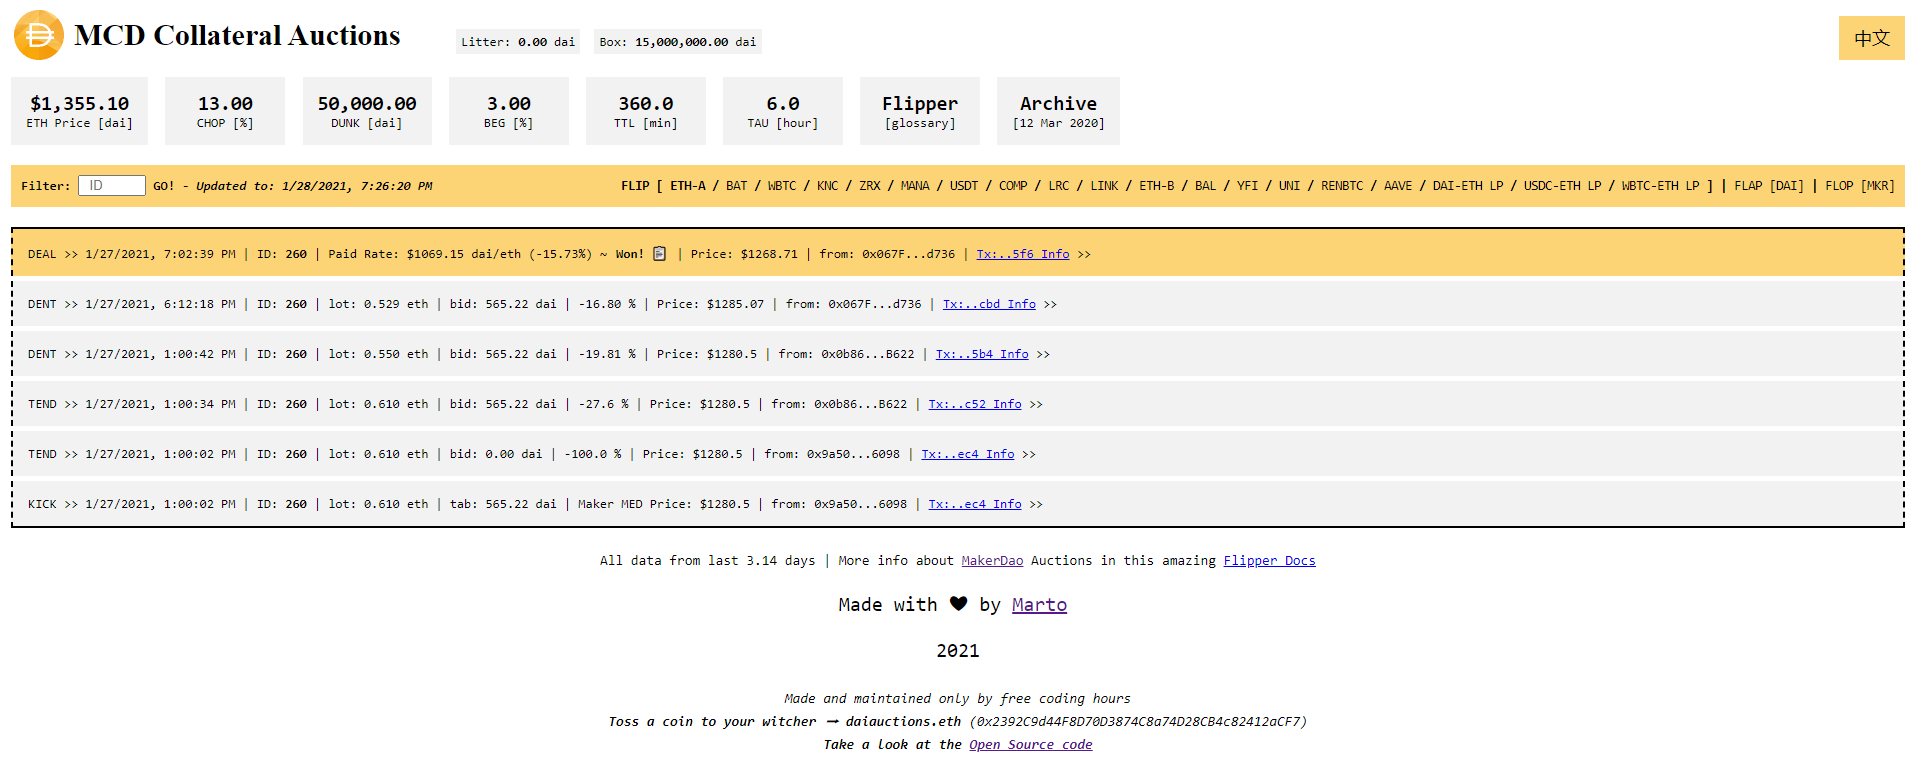 MCD Collateral Auctions
Litter: 0.00 dai
Box: 15,000,000.00 dai
中文
$1,355.10
ETH Price [dai]
13.00
CHOP [%]
50,000.00
DUNK [dai]
3.00
BEG [%]
360.0
TTL [min]
6.0
TAU [hour]
Flipper
[glossary]
Archive
[12 Mar 2020]
Filter: ID GO! - Updated to: 1/28/2021, 7:26:20 PM
FLIP [ ETH-A / BAT / WBTC / KNC / ZRX / MANA / USDT / COMP / LRC / LINK / ETH-B / BAL / YFI / UNI / RENBTC / AAVE / DAI-ETH LP / USDC-ETH LP / WBTC-ETH LP ] | FLAP [DAI] | FLOP [MKR]
DEAL >> 1/27/2021, 7:02:39 PM | ID: 260 | Paid Rate: $1069.15 dai/eth (-15.73%) ~ Won! 📋 | Price: $1268.71 | from: 0x067F...d736 | Tx:..5f6 Info >>
DENT >> 1/27/2021, 6:12:18 PM | ID: 260 | lot: 0.529 eth | bid: 565.22 dai | -16.80 % | Price: $1285.07 | from: 0x067F...d736 | Tx:..cbd Info >>
DENT >> 1/27/2021, 1:00:42 PM | ID: 260 | lot: 0.550 eth | bid: 565.22 dai | -19.81 % | Price: $1280.5 | from: 0x0b86...B622 | Tx:..5b4 Info >>
TEND >> 1/27/2021, 1:00:34 PM | ID: 260 | lot: 0.610 eth | bid: 565.22 dai | -27.6 % | Price: $1280.5 | from: 0x0b86...B622 | Tx:..c52 Info >>
TEND >> 1/27/2021, 1:00:02 PM | ID: 260 | lot: 0.610 eth | bid: 0.00 dai | -100.0 % | Price: $1280.5 | from: 0x9a50...6098 | Tx:..ec4 Info >>
KICK >> 1/27/2021, 1:00:02 PM | ID: 260 | lot: 0.610 eth | tab: 565.22 dai | Maker MED Price: $1280.5 | from: 0x9a50...6098 | Tx:..ec4 Info >>
All data from last 3.14 days | More info about MakerDao Auctions in this amazing Flipper Docs
Made with ♥ by Marto
2021
Made and maintained only by free coding hours
Toss a coin to your witcher → daiauctions.eth (0x2392C9d44F8D70D3874C8a74D28CB4c82412aCF7)
Take a look at the Open Source code